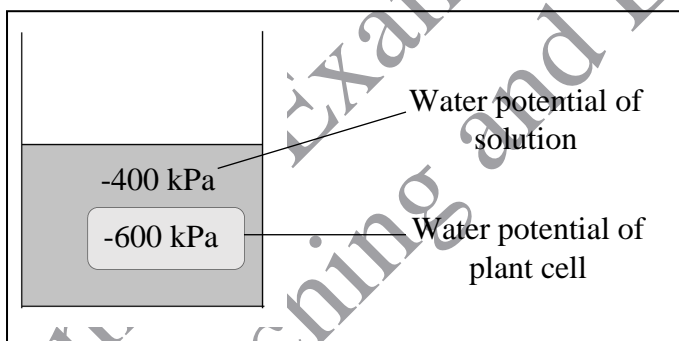 Water potential of
solution
-400 kPa
-600 kPa
Water potential of
plant cell